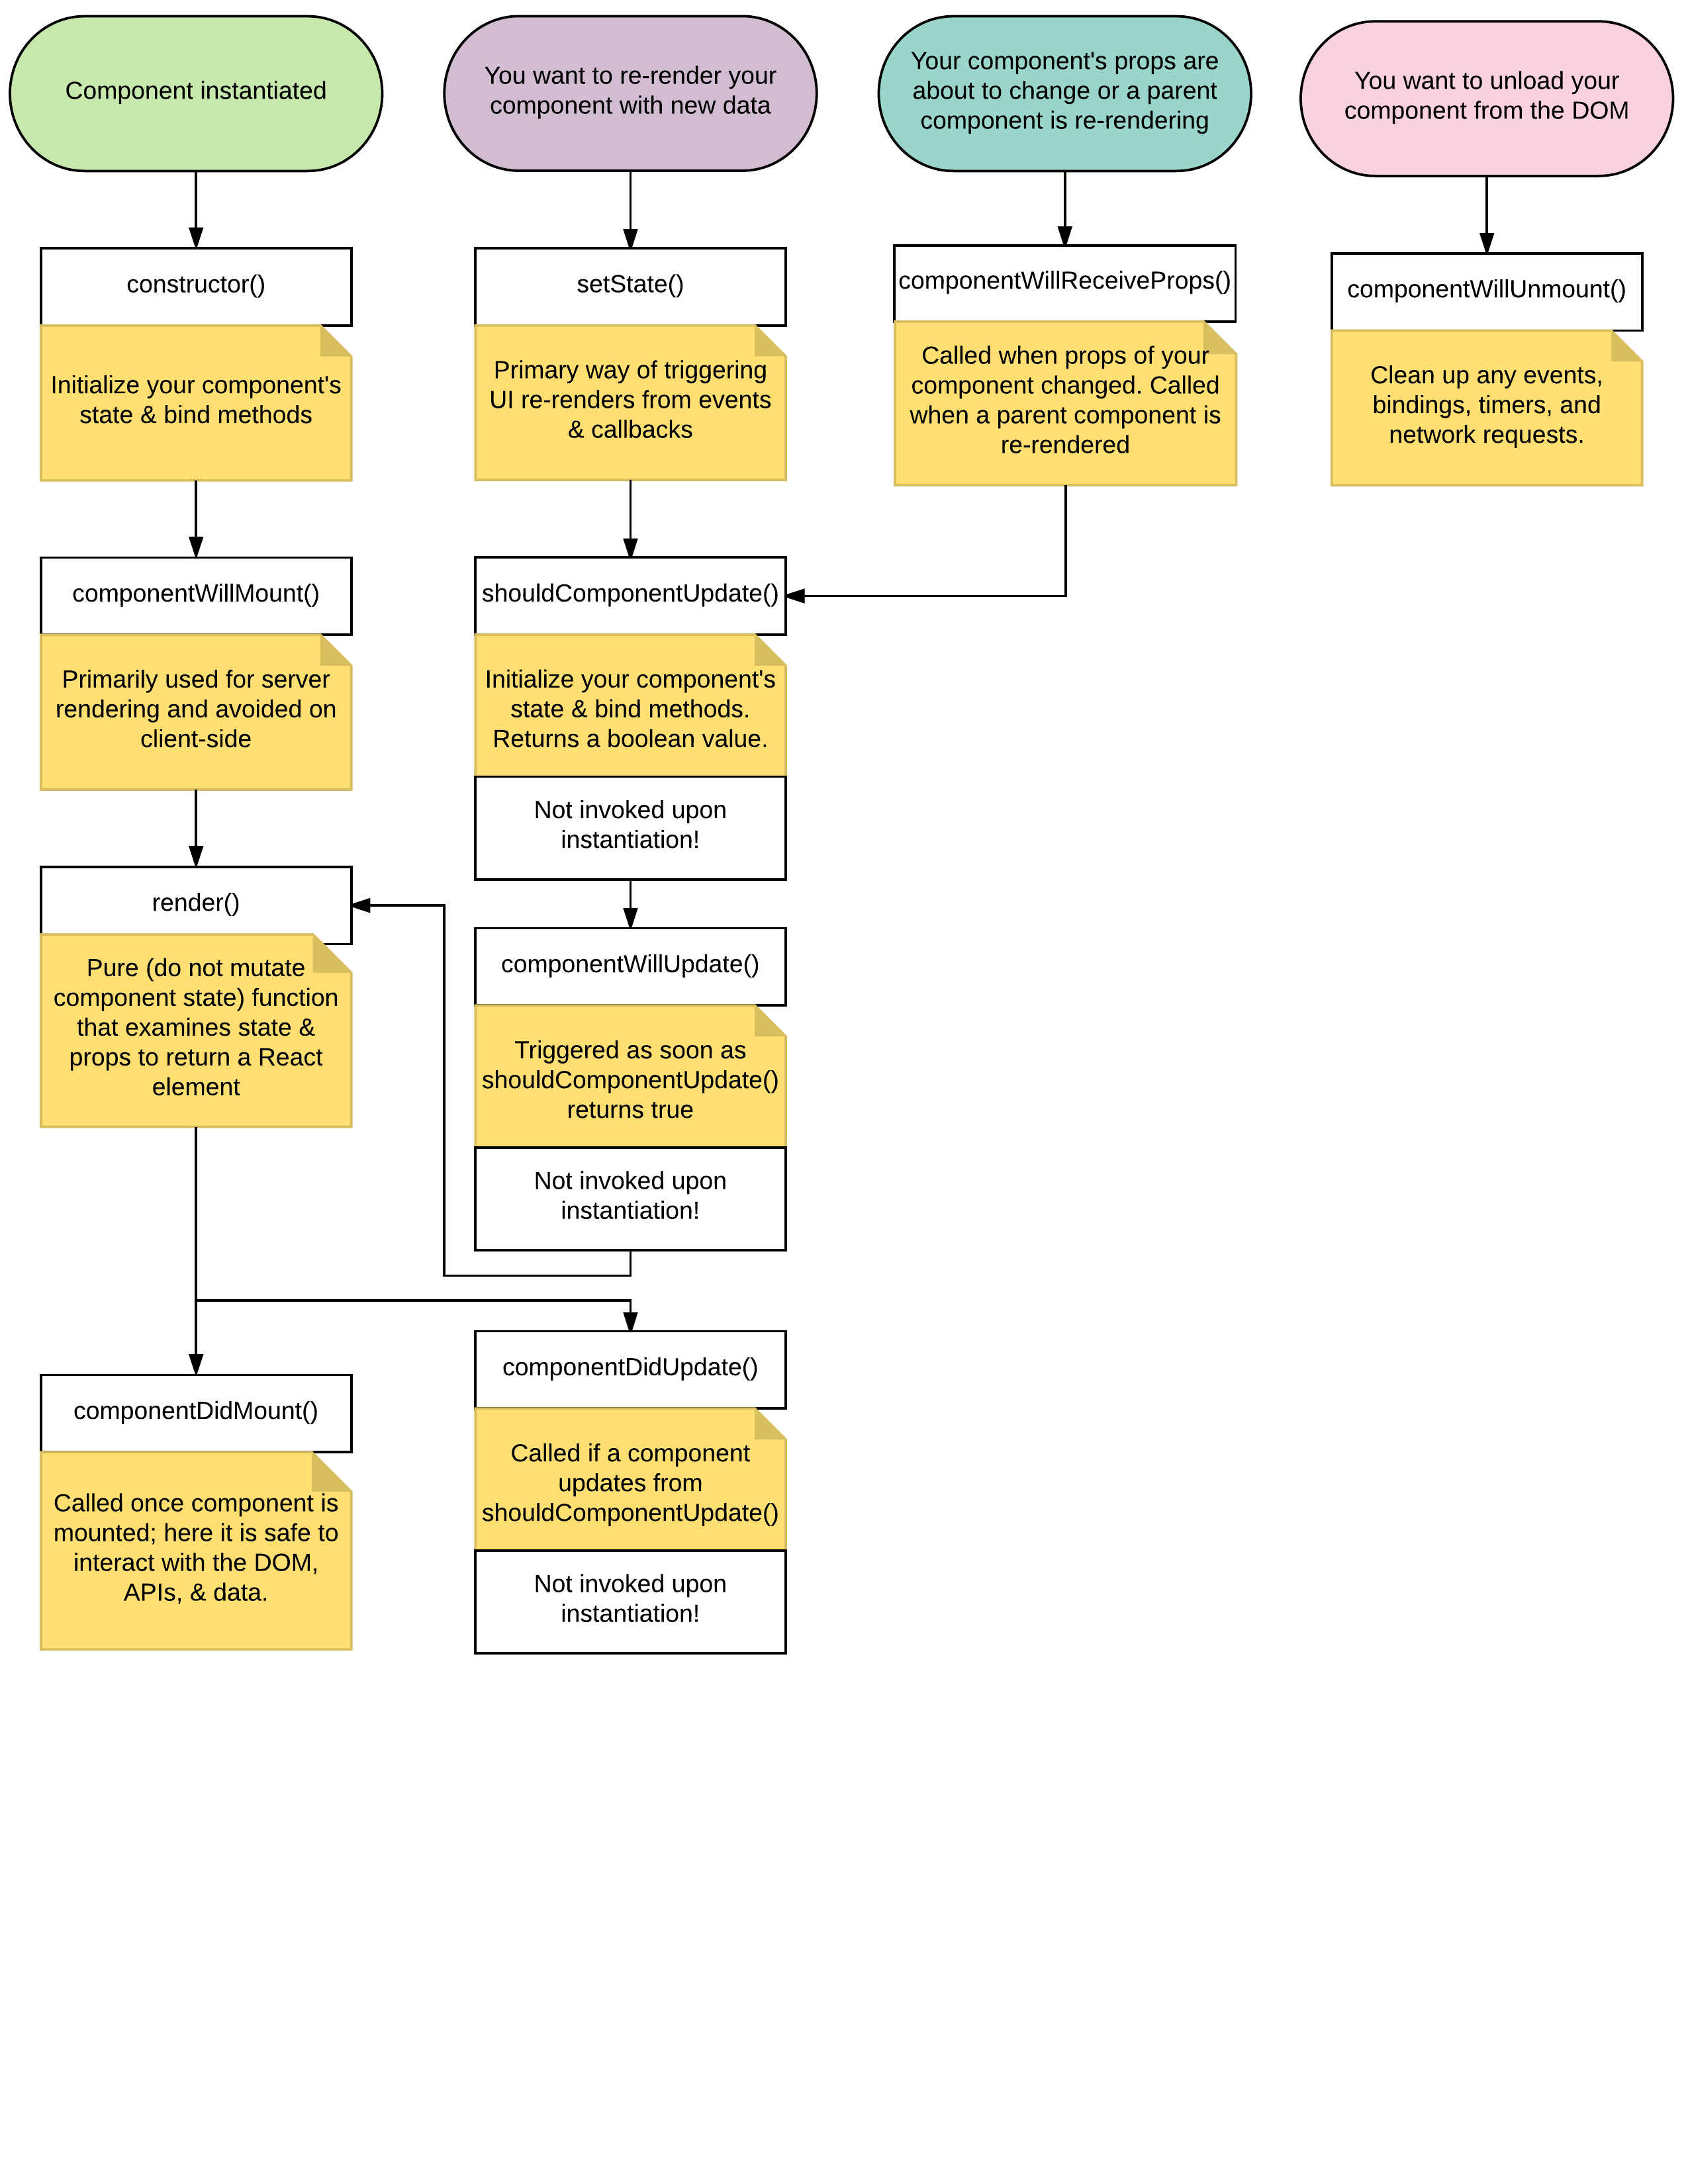 Component instantiated
constructor()
Initialize your component's
state & bind methods
componentWillMount()
Primarily used for server
rendering and avoided on
client-side
render()
Pure (do not mutate
component state) function
that examines state &
props to return a React
element
componentDidMount()
Called once component is
mounted; here it is safe to
interact with the DOM,
APIs, & data.
You want to re-render your
component with new data
setState()
Primary way of triggering
UI re-renders from events
& callbacks
shouldComponentUpdate()
Initialize your component's
state & bind methods.
Returns a boolean value.
Not invoked upon
instantiation!
componentWillUpdate()
Triggered as soon as
shouldComponentUpdate()
returns true
Not invoked upon
instantiation!
componentDidUpdate()
Called if a component
updates from
shouldComponentUpdate()
Not invoked upon
instantiation!
Your component's props are
about to change or a parent
component is re-rendering
componentWillReceiveProps()
Called when props of your
component changed. Called
when a parent component is
re-rendered
You want to unload your
component from the DOM
componentWillUnmount()
Clean up any events,
bindings, timers, and
network requests.